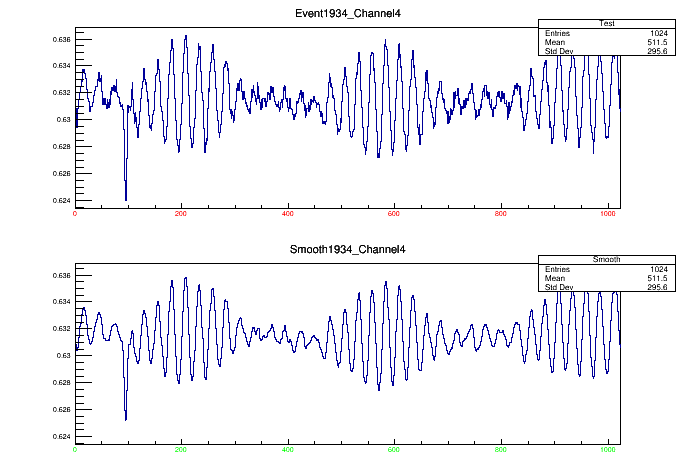 Event1934_Channel4
Test
Entries 1024
Mean 511.5
Std Dev 295.6
0.636
0.634
0.632
0.63
0.628
0.626
0.624
0 200 400 600 800 1000
Smooth1934_Channel4
Smooth
Entries 1024
Mean 511.5
Std Dev 295.6
0.636
0.634
0.632
0.63
0.628
0.626
0.624
0 200 400 600 800 1000